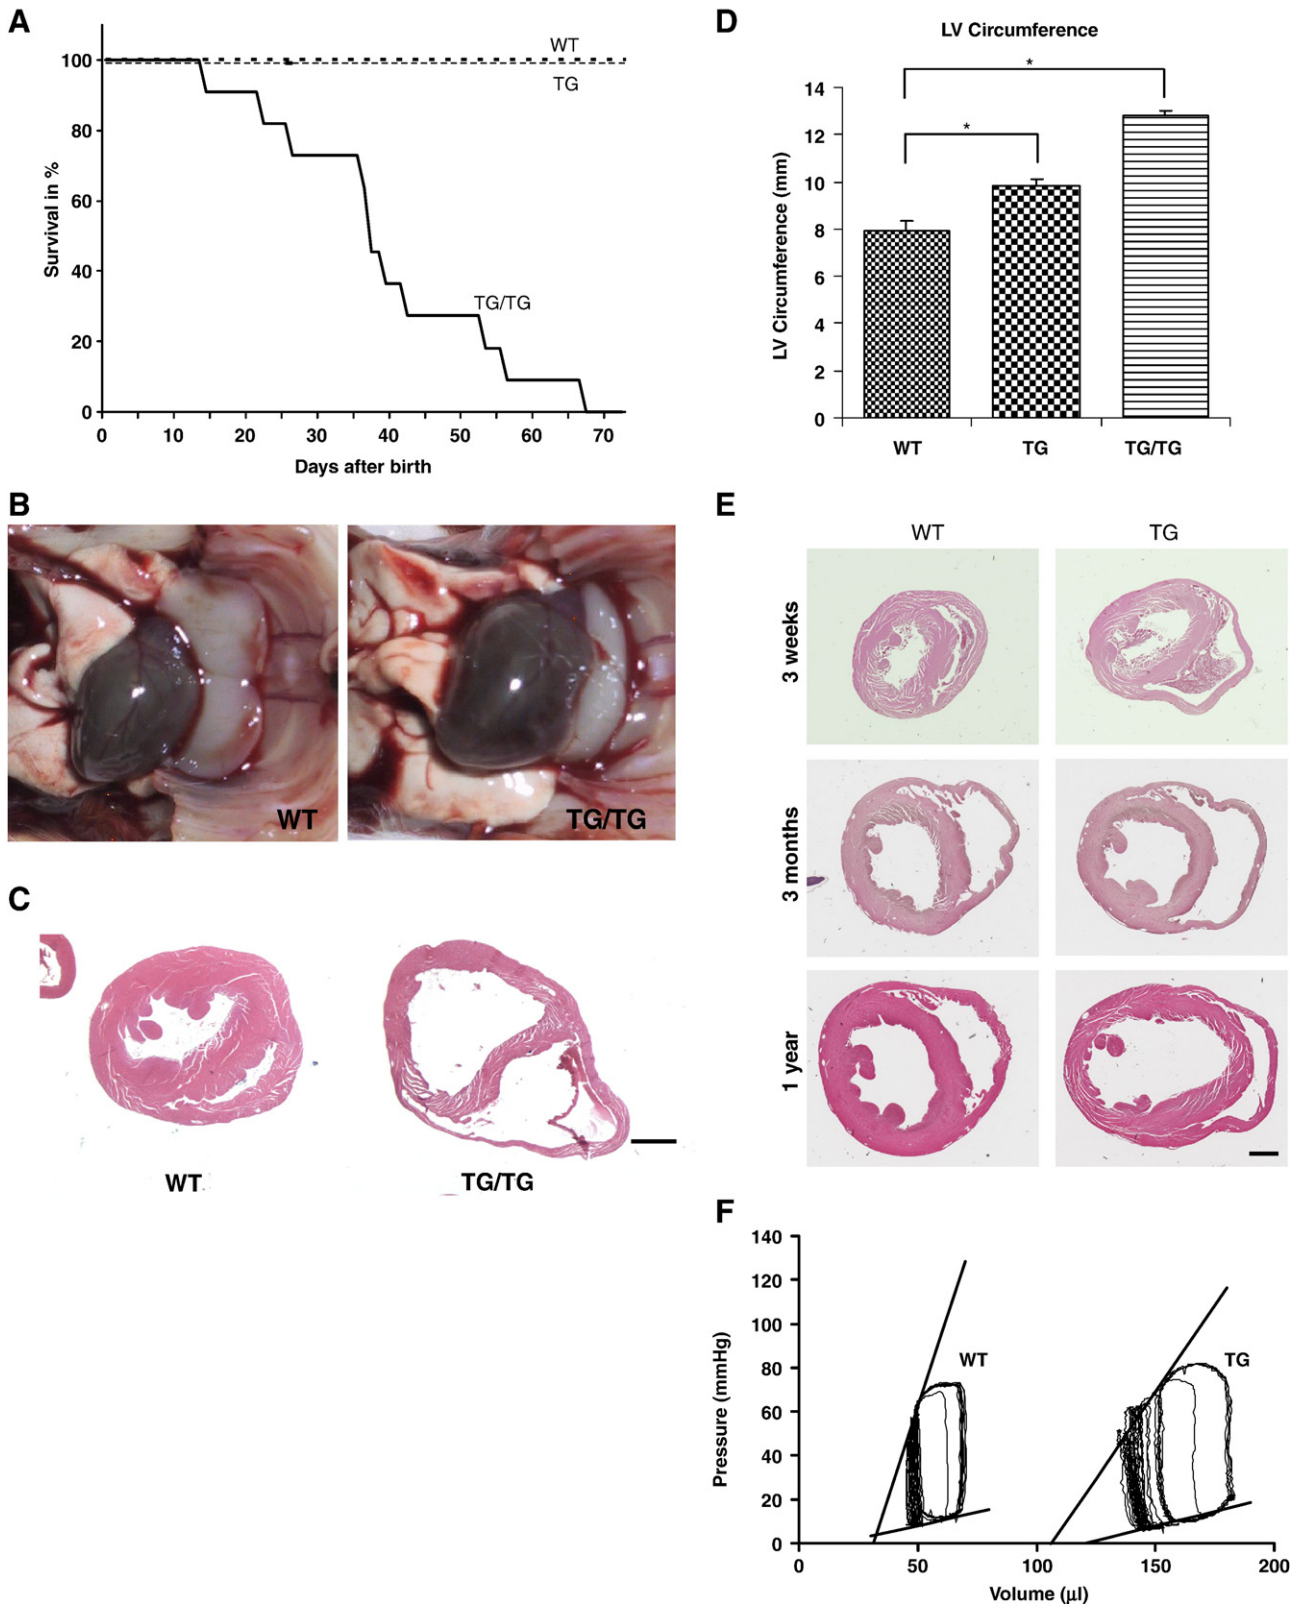 A
WT
TG
TG/TG
Survival in %
100
80
60
40
20
0
0 10 20 30 40 50 60 70
Days after birth
B
WT
TG/TG
C
WT
TG/TG
D
LV Circumference
*
*
LV Circumference (mm)
14
12
10
8
6
4
2
0
WT TG TG/TG
E
WT TG
3 weeks
3 months
1 year
F
Pressure (mmHg)
140
120
100
80
60
40
20
0
WT
TG
0 50 100 150 200
Volume (µl)